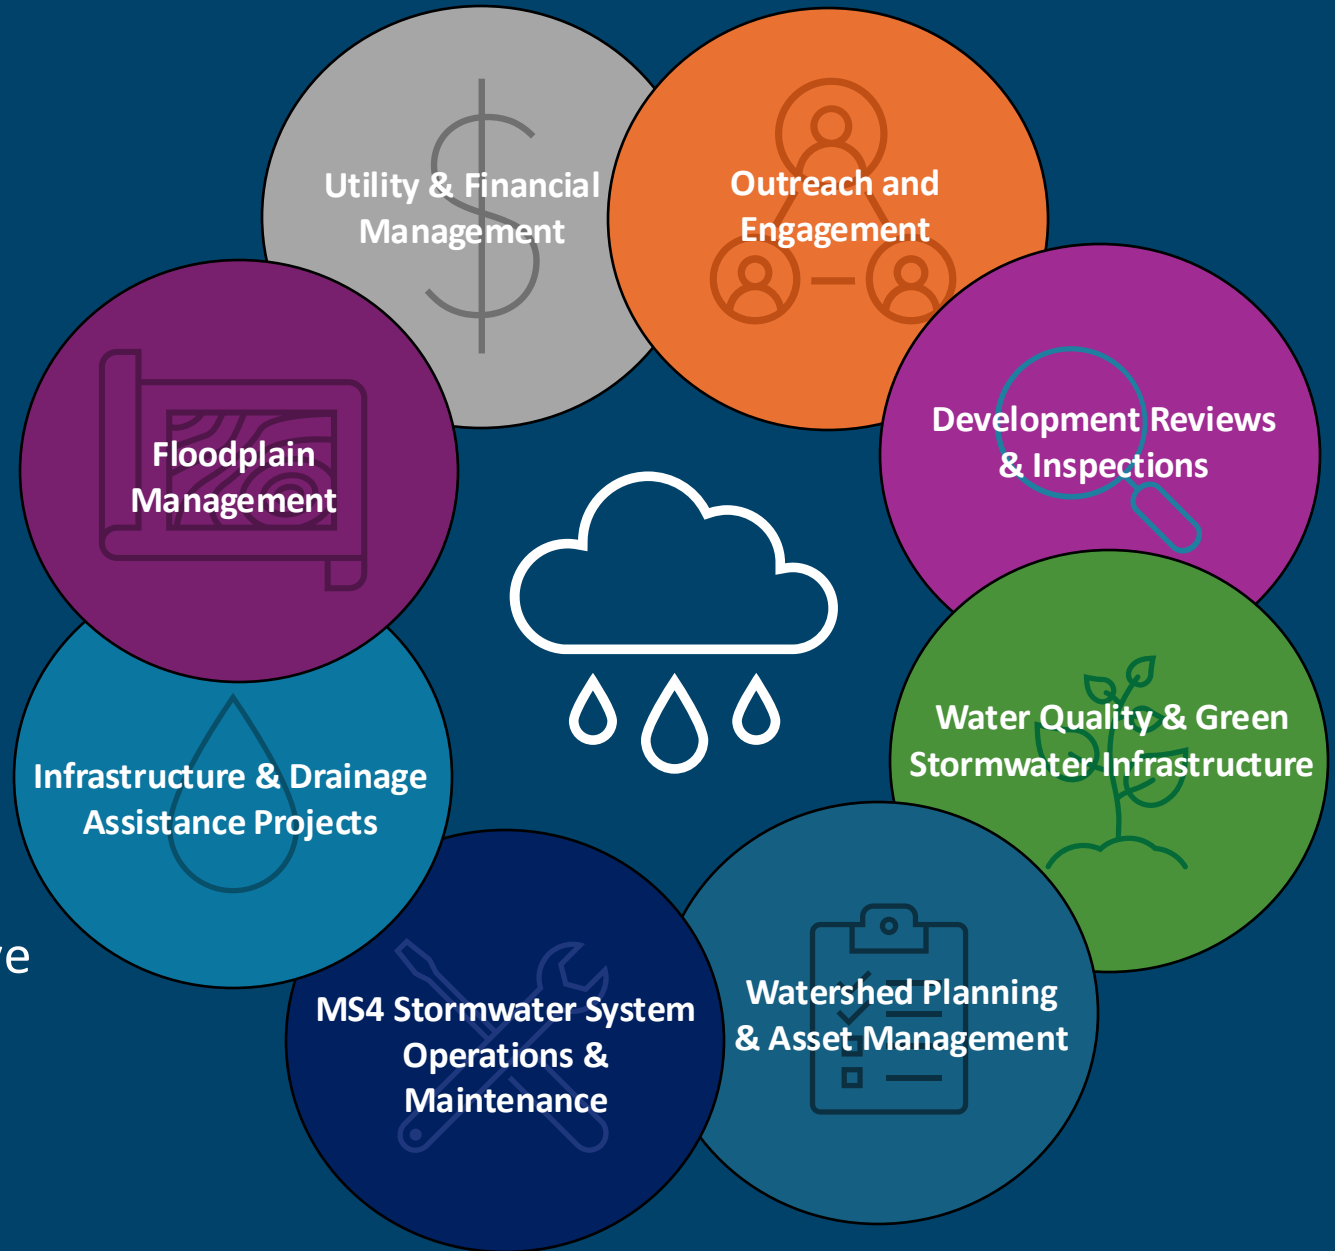 Utility & Financial
Management
Outreach and
Engagement
Development Reviews
& Inspections
Water Quality & Green
Stormwater Infrastructure
Watershed Planning
& Asset Management
MS4 Stormwater System
Operations &
Maintenance
Infrastructure & Drainage
Assistance Projects
Floodplain
Management